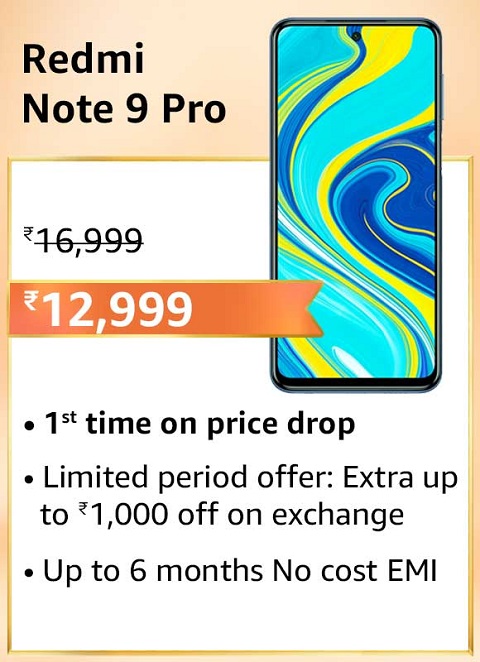 Redmi
Note 9 Pro
₹16,999
₹12,999
• 1st time on price drop
• Limited period offer: Extra up
to ₹1,000 off on exchange
• Up to 6 months No cost EMI